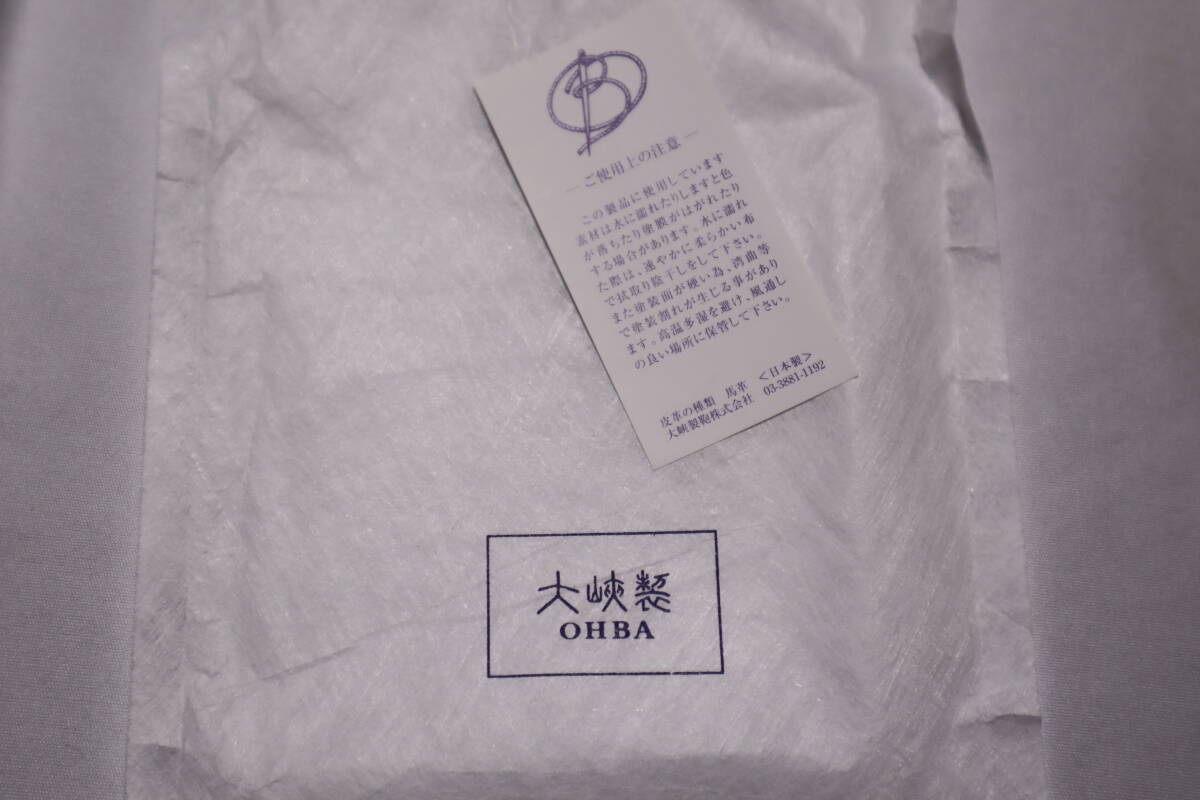 ― ご使用上の注意 ―
この製品に使用しています
素材は水に濡れたりしますと色
が落ちたり塗膜がはがれたり
する場合があります。水に濡れ
た際は、速やかに柔らかい布
で拭取り陰干しをして下さい。
また塗装面が硬い為、湾曲等
で塗装割れが生じる事があり
ます。高温多湿を避け、風通し
の良い場所に保管して下さい。
皮革の種類 馬革 <日本製>
大峽製鞄株式会社 03-3881-1192
大峽製
OHBA